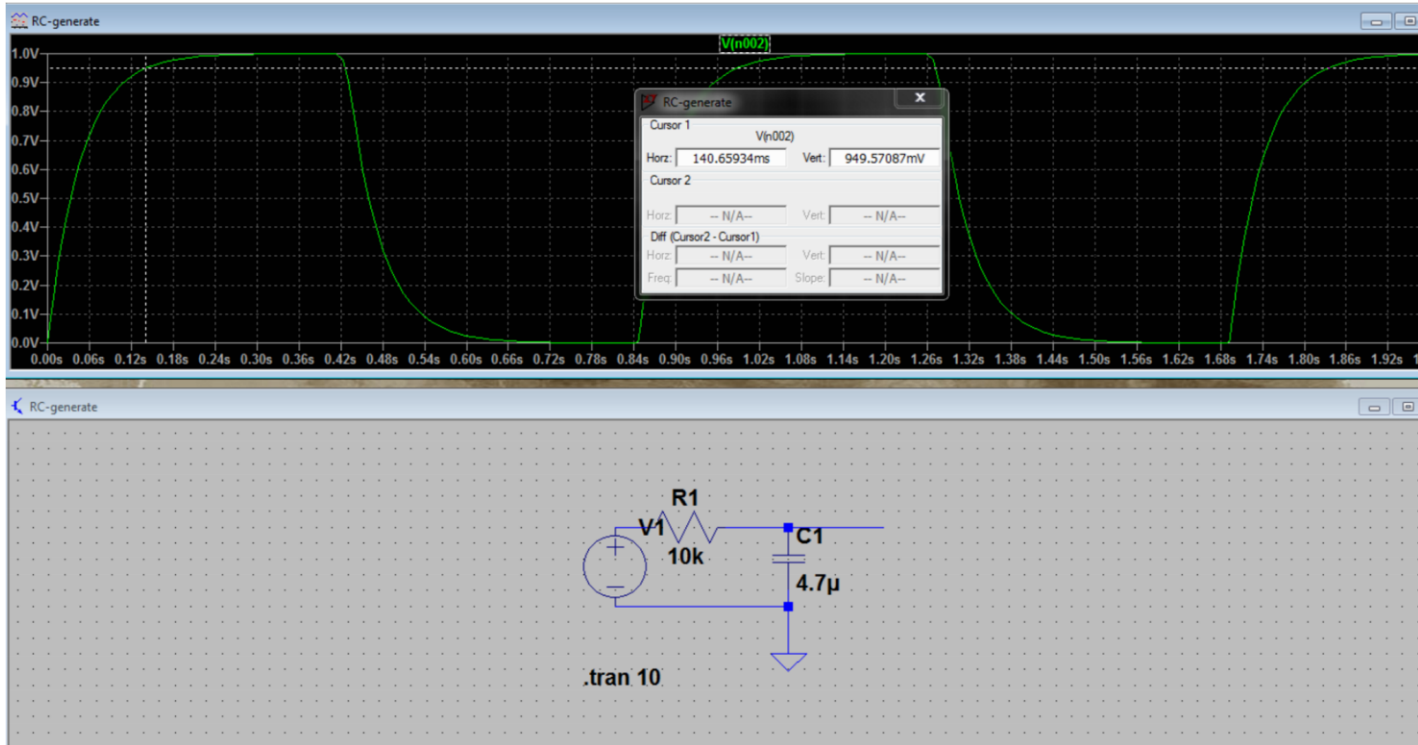 RC-generate
V(n002)
1.0V
0.9V
0.8V
0.7V
0.6V
0.5V
0.4V
0.3V
0.2V
0.1V
0.0V
0.00s 0.06s 0.12s 0.18s 0.24s 0.30s 0.36s 0.42s 0.48s 0.54s 0.60s 0.66s 0.72s 0.78s 0.84s 0.90s 0.96s 1.02s 1.08s 1.14s 1.20s 1.26s 1.32s 1.38s 1.44s 1.50s 1.56s 1.62s 1.68s 1.74s 1.80s 1.86s 1.92s 1
RC-generate
X
Cursor 1
V(n002)
Horz: 140.65934ms Vert: 949.57087mV
Cursor 2
Horz: -- N/A-- Vert: -- N/A--
Diff (Cursor2 - Cursor1)
Horz: -- N/A-- Vert: -- N/A--
Freq: -- N/A-- Slope: -- N/A--
RC-generate
R1
V1
C1
10k
4.7µ
.tran 10